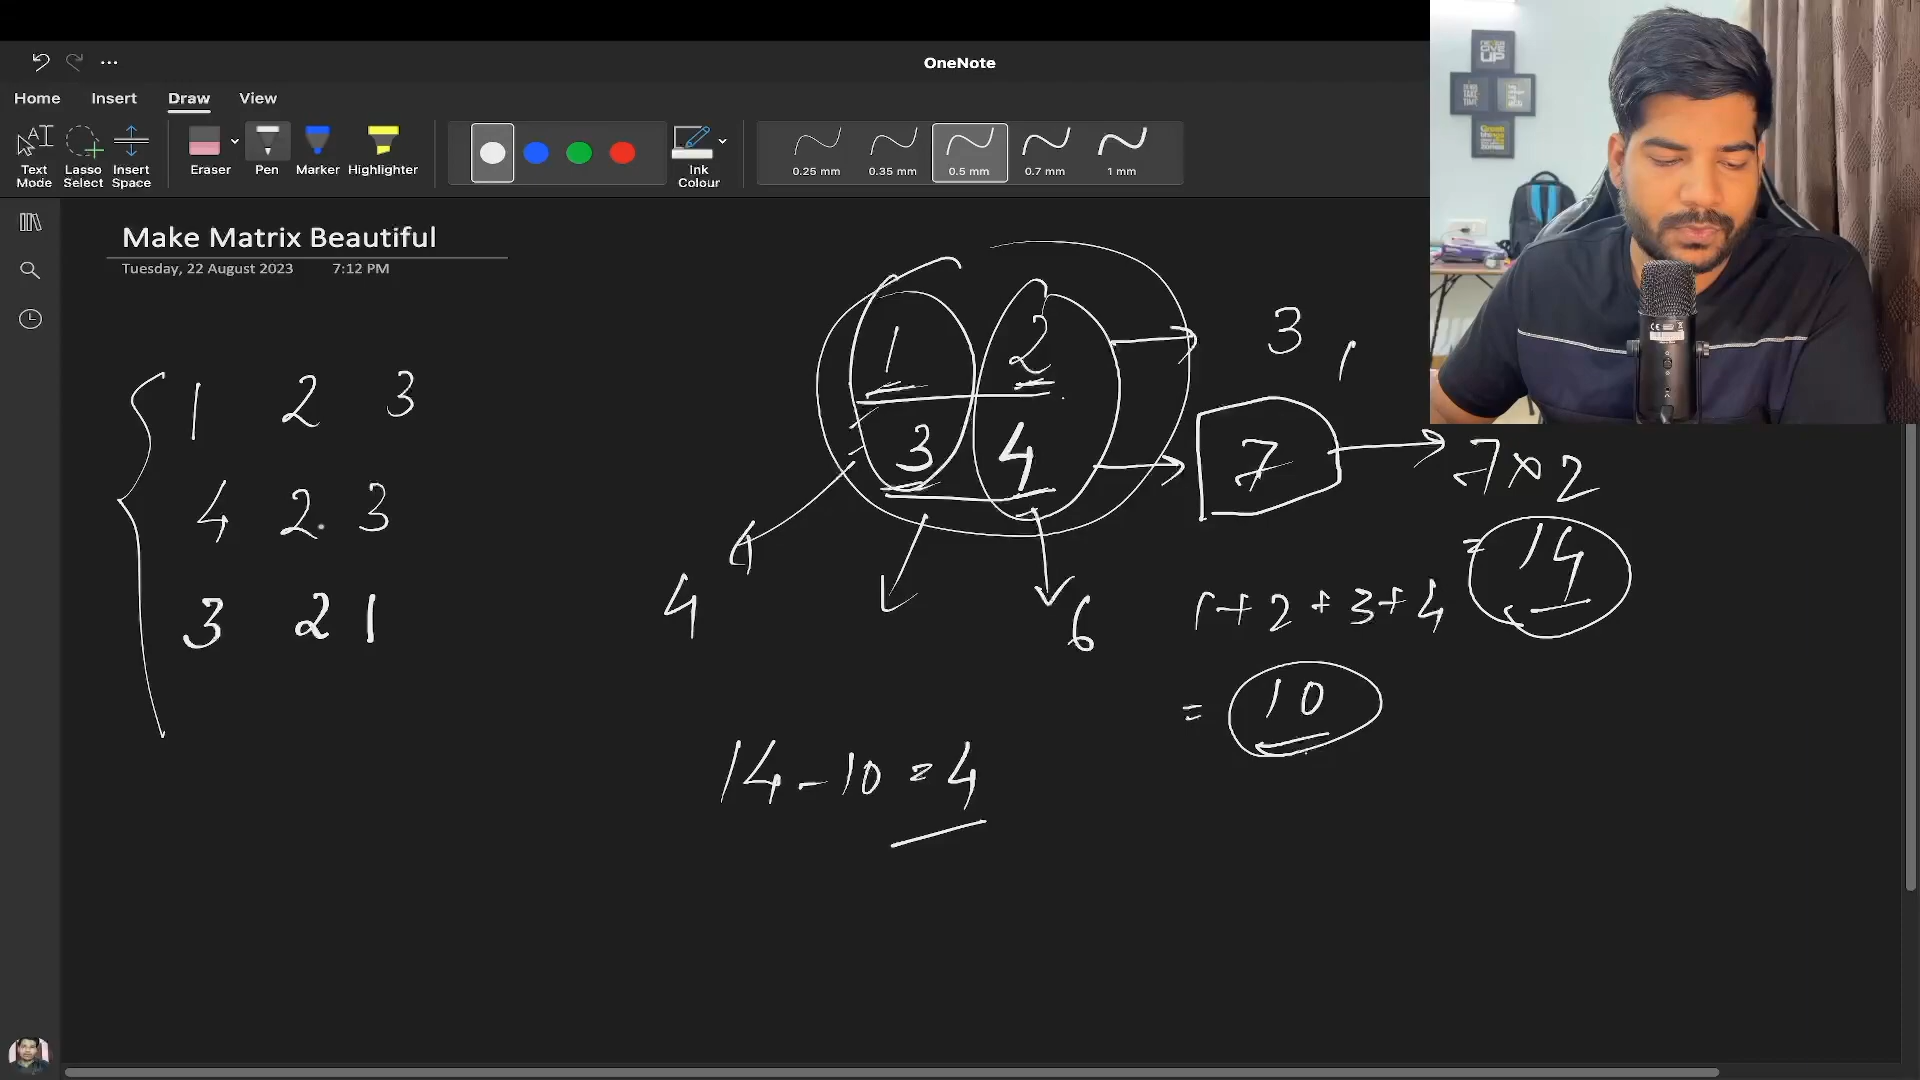 OneNote
Home Insert Draw View
Text Mode
Lasso Select
Insert Space
Eraser
Pen
Marker
Highlighter
Ink Colour
0.25 mm
0.35 mm
0.5 mm
0.7 mm
1 mm
Make Matrix Beautiful
Tuesday, 22 August 2023 7:12 PM
1 2 3
4 2 3
3 2 1
1 2
3 4
3 ,
7
7 × 2
= 14
4
6
1 + 2 + 3 + 4
= 10
14 - 10 = 4
NEVER GIVE UP